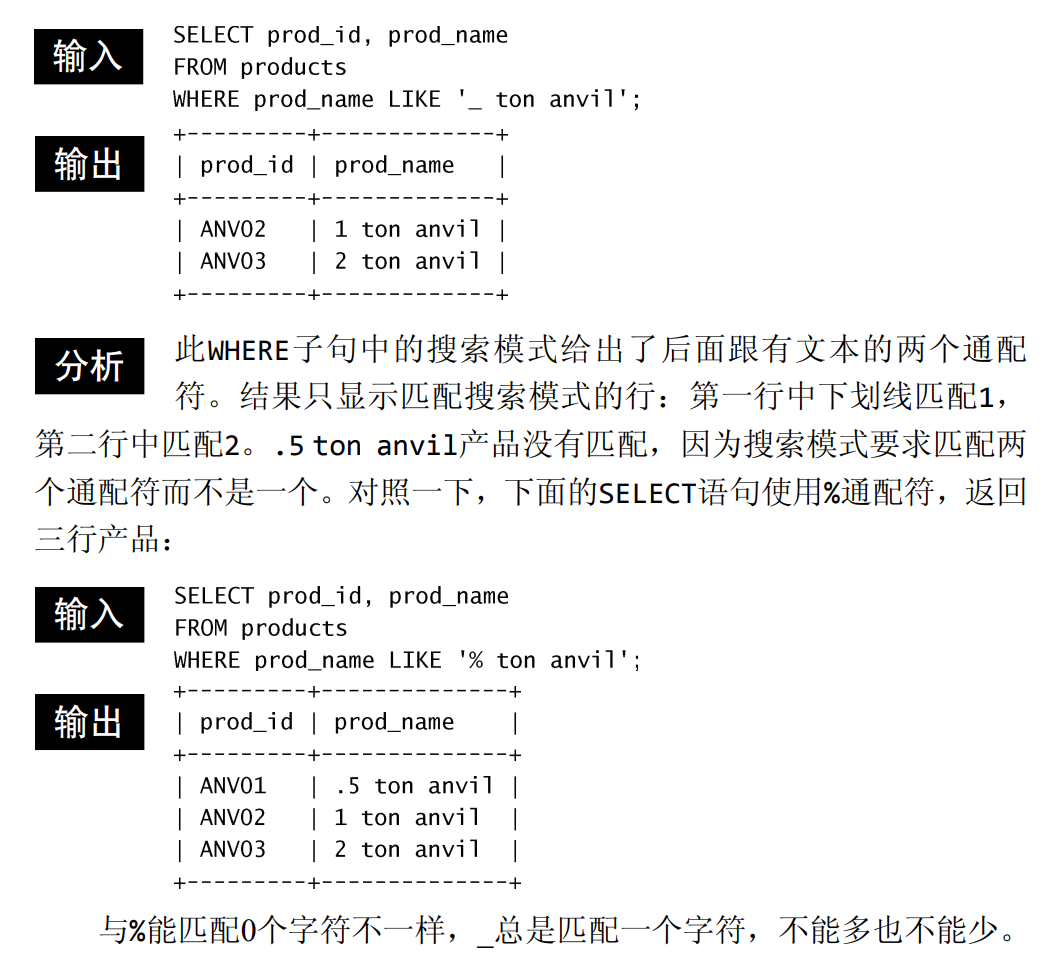 输入
SELECT prod_id, prod_name
FROM products
WHERE prod_name LIKE '_ ton anvil';
输出
+---------+-------------+
| prod_id | prod_name   |
+---------+-------------+
| ANV02   | 1 ton anvil |
| ANV03   | 2 ton anvil |
+---------+-------------+
分析
此WHERE子句中的搜索模式给出了后面跟有文本的两个通配
符。结果只显示匹配搜索模式的行：第一行中下划线匹配1，
第二行中匹配2。.5 ton anvil产品没有匹配，因为搜索模式要求匹配两
个通配符而不是一个。对照一下，下面的SELECT语句使用%通配符，返回
三行产品：
输入
SELECT prod_id, prod_name
FROM products
WHERE prod_name LIKE '% ton anvil';
输出
+---------+--------------+
| prod_id | prod_name    |
+---------+--------------+
| ANV01   | .5 ton anvil |
| ANV02   | 1 ton anvil  |
| ANV03   | 2 ton anvil  |
+---------+--------------+
与%能匹配0个字符不一样，_总是匹配一个字符，不能多也不能少。